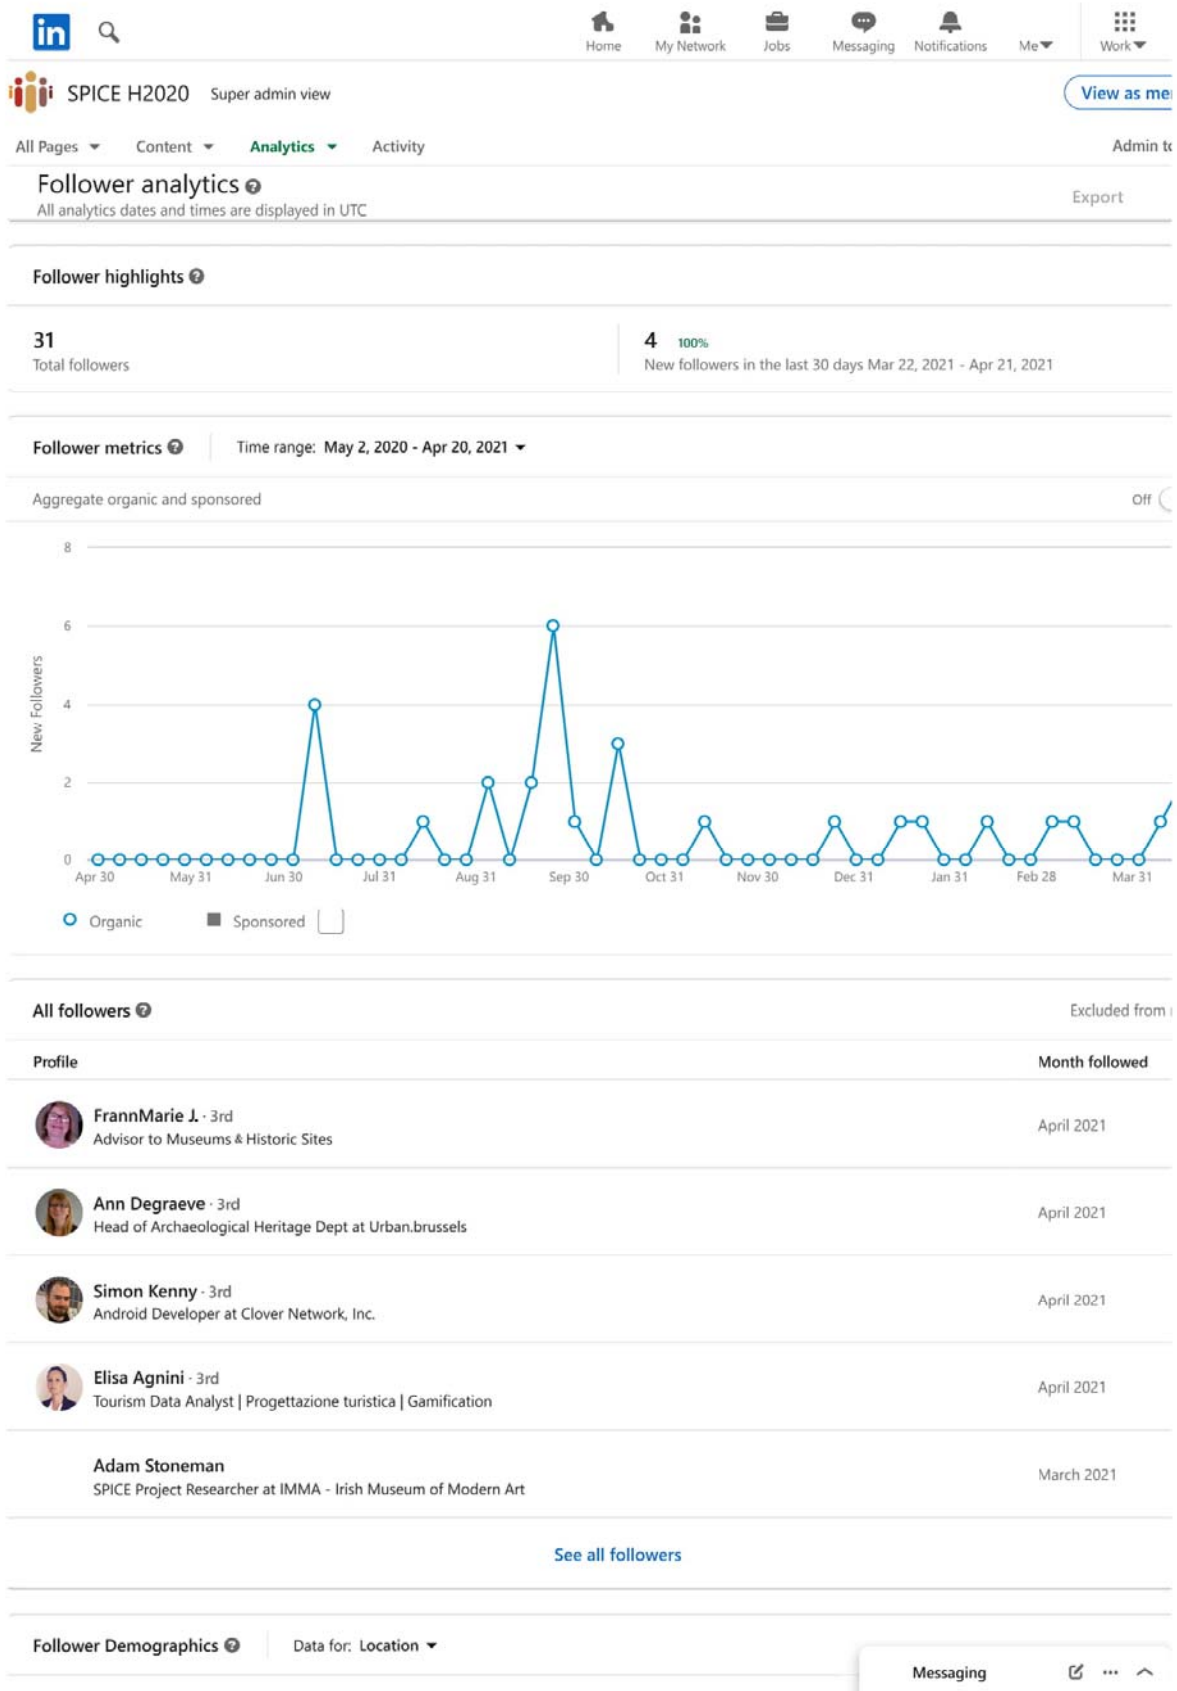 in
Home
My Network
Jobs
Messaging
Notifications
Me
Work
SPICE H2020 Super admin view
View as me
All Pages Content Analytics Activity
Admin to
Follower analytics
All analytics dates and times are displayed in UTC
Export
Follower highlights
31
Total followers
4 100%
New followers in the last 30 days Mar 22, 2021 - Apr 21, 2021
Follower metrics
Time range: May 2, 2020 - Apr 20, 2021
Aggregate organic and sponsored
Off
8
6
4
2
0
New Followers
Apr 30 May 31 Jun 30 Jul 31 Aug 31 Sep 30 Oct 31 Nov 30 Dec 31 Jan 31 Feb 28 Mar 31
Organic Sponsored
All followers
Excluded from
Profile
Month followed
FrannMarie J. · 3rd
Advisor to Museums & Historic Sites
April 2021
Ann Degraeve · 3rd
Head of Archaeological Heritage Dept at Urban.brussels
April 2021
Simon Kenny · 3rd
Android Developer at Clover Network, Inc.
April 2021
Elisa Agnini · 3rd
Tourism Data Analyst | Progettazione turistica | Gamification
April 2021
Adam Stoneman
SPICE Project Researcher at IMMA - Irish Museum of Modern Art
March 2021
See all followers
Follower Demographics
Data for: Location
Messaging